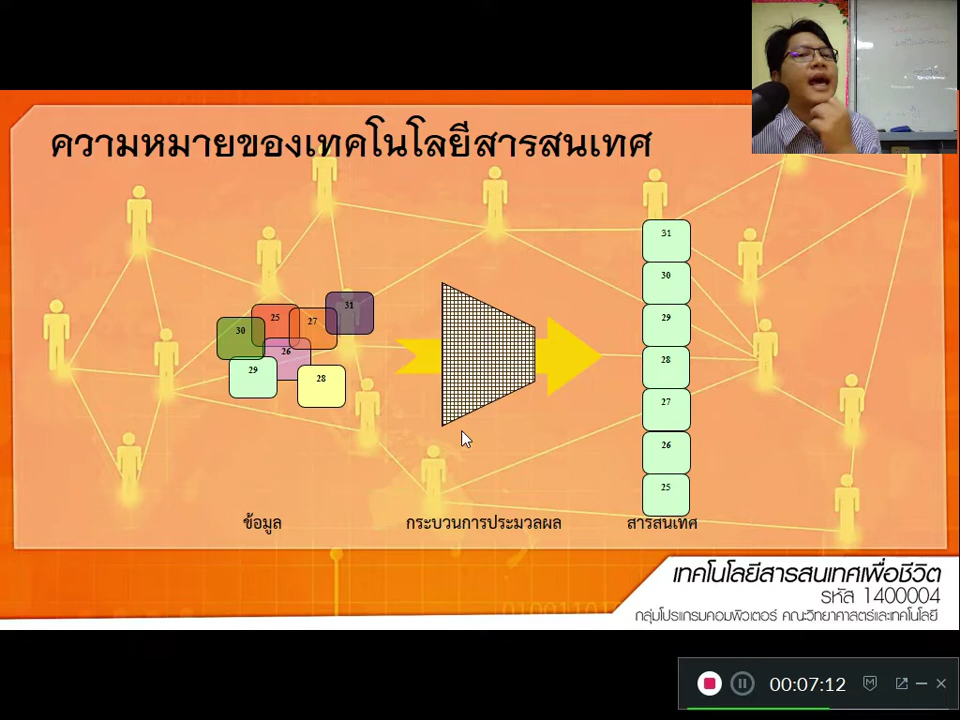 ความหมายของเทคโนโลยีสารสนเทศ
31
30
29
28
27
26
25
31
25
27
30
26
29
28
ข้อมูล
กระบวนการประมวลผล
สารสนเทศ
เทคโนโลยีสารสนเทศเพื่อชีวิต
รหัส 1400004
กลุ่มโปรแกรมคอมพิวเตอร์ คณะวิทยาศาสตร์และเทคโนโลยี
00:07:12